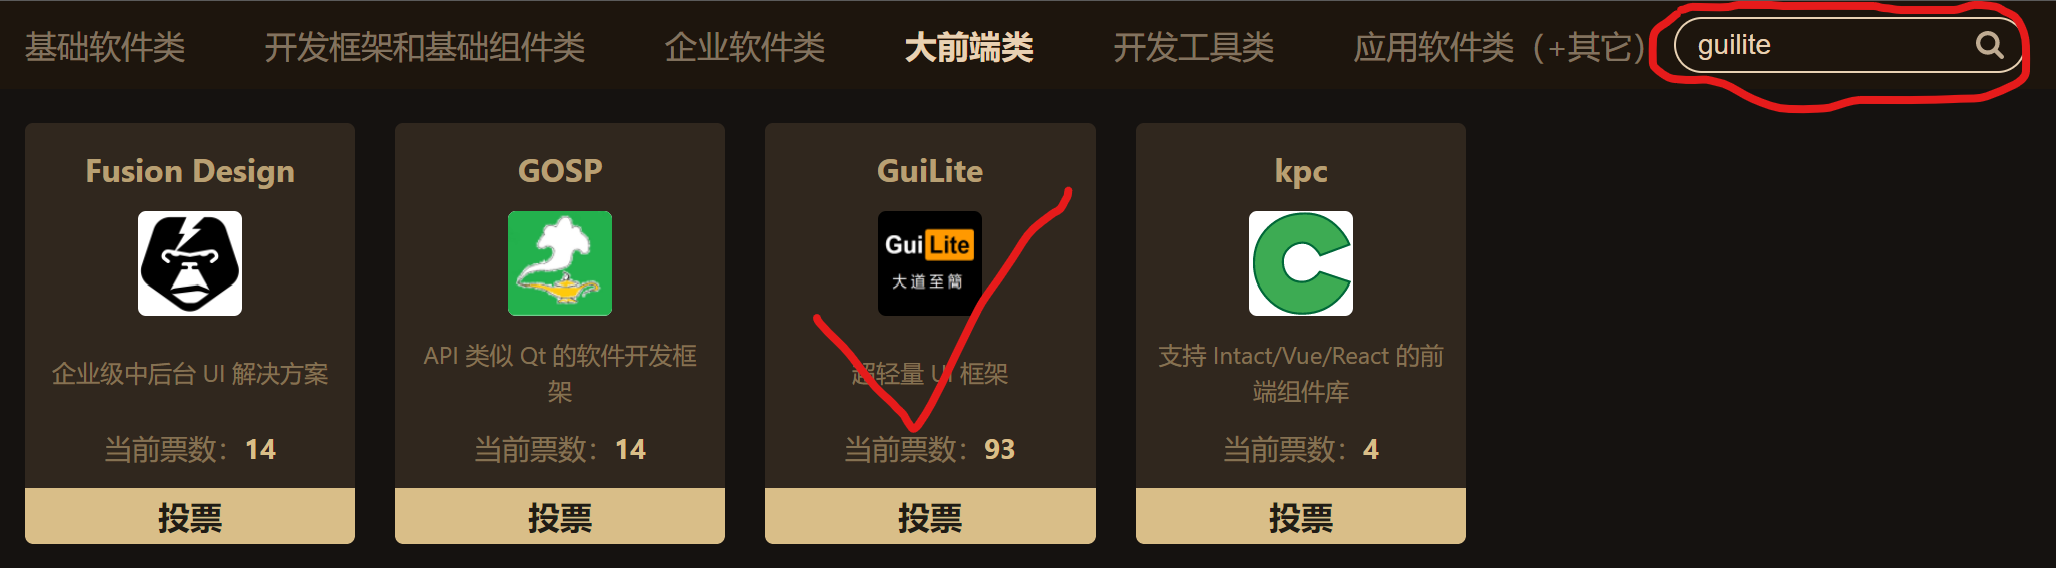 基础软件类 开发框架和基础组件类 企业软件类 大前端类 开发工具类 应用软件类（+其它） guilite
Fusion Design
企业级中后台 UI 解决方案
当前票数：14
投票
GOSP
API 类似 Qt 的软件开发框
架
当前票数：14
投票
GuiLite
Gui Lite
大道至簡
超轻量 UI 框架
当前票数：93
投票
kpc
支持 Intact/Vue/React 的前
端组件库
当前票数：4
投票